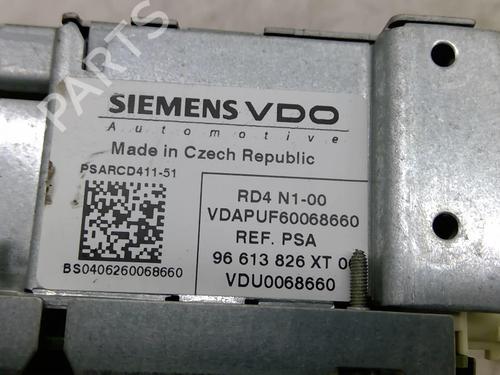 PARTS
SIEMENS VDO
Automotive
Made in Czech Republic
PSARCD411-51
BS0406260068660
RD4 N1-00
VDAPUF60068660
REF. PSA
96 613 826 XT
VDU0068660